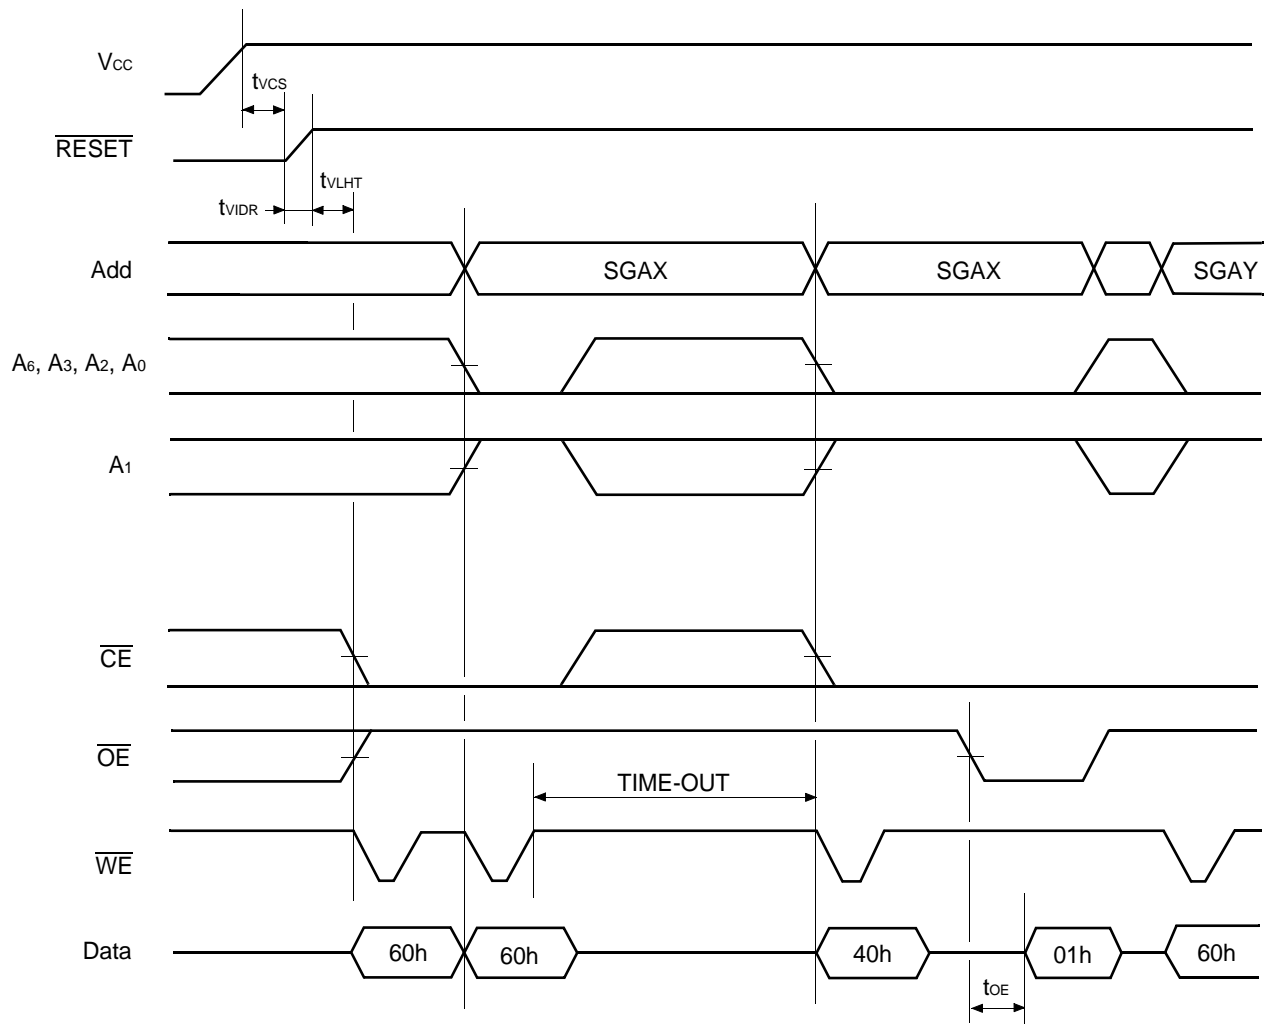 VCC
tVCS
RESET
tVLHT
tVIDR
Add
SGAX
SGAX
SGAY
A6, A3, A2, A0
A1
CE
OE
TIME-OUT
WE
Data
60h
60h
40h
01h
60h
tOE